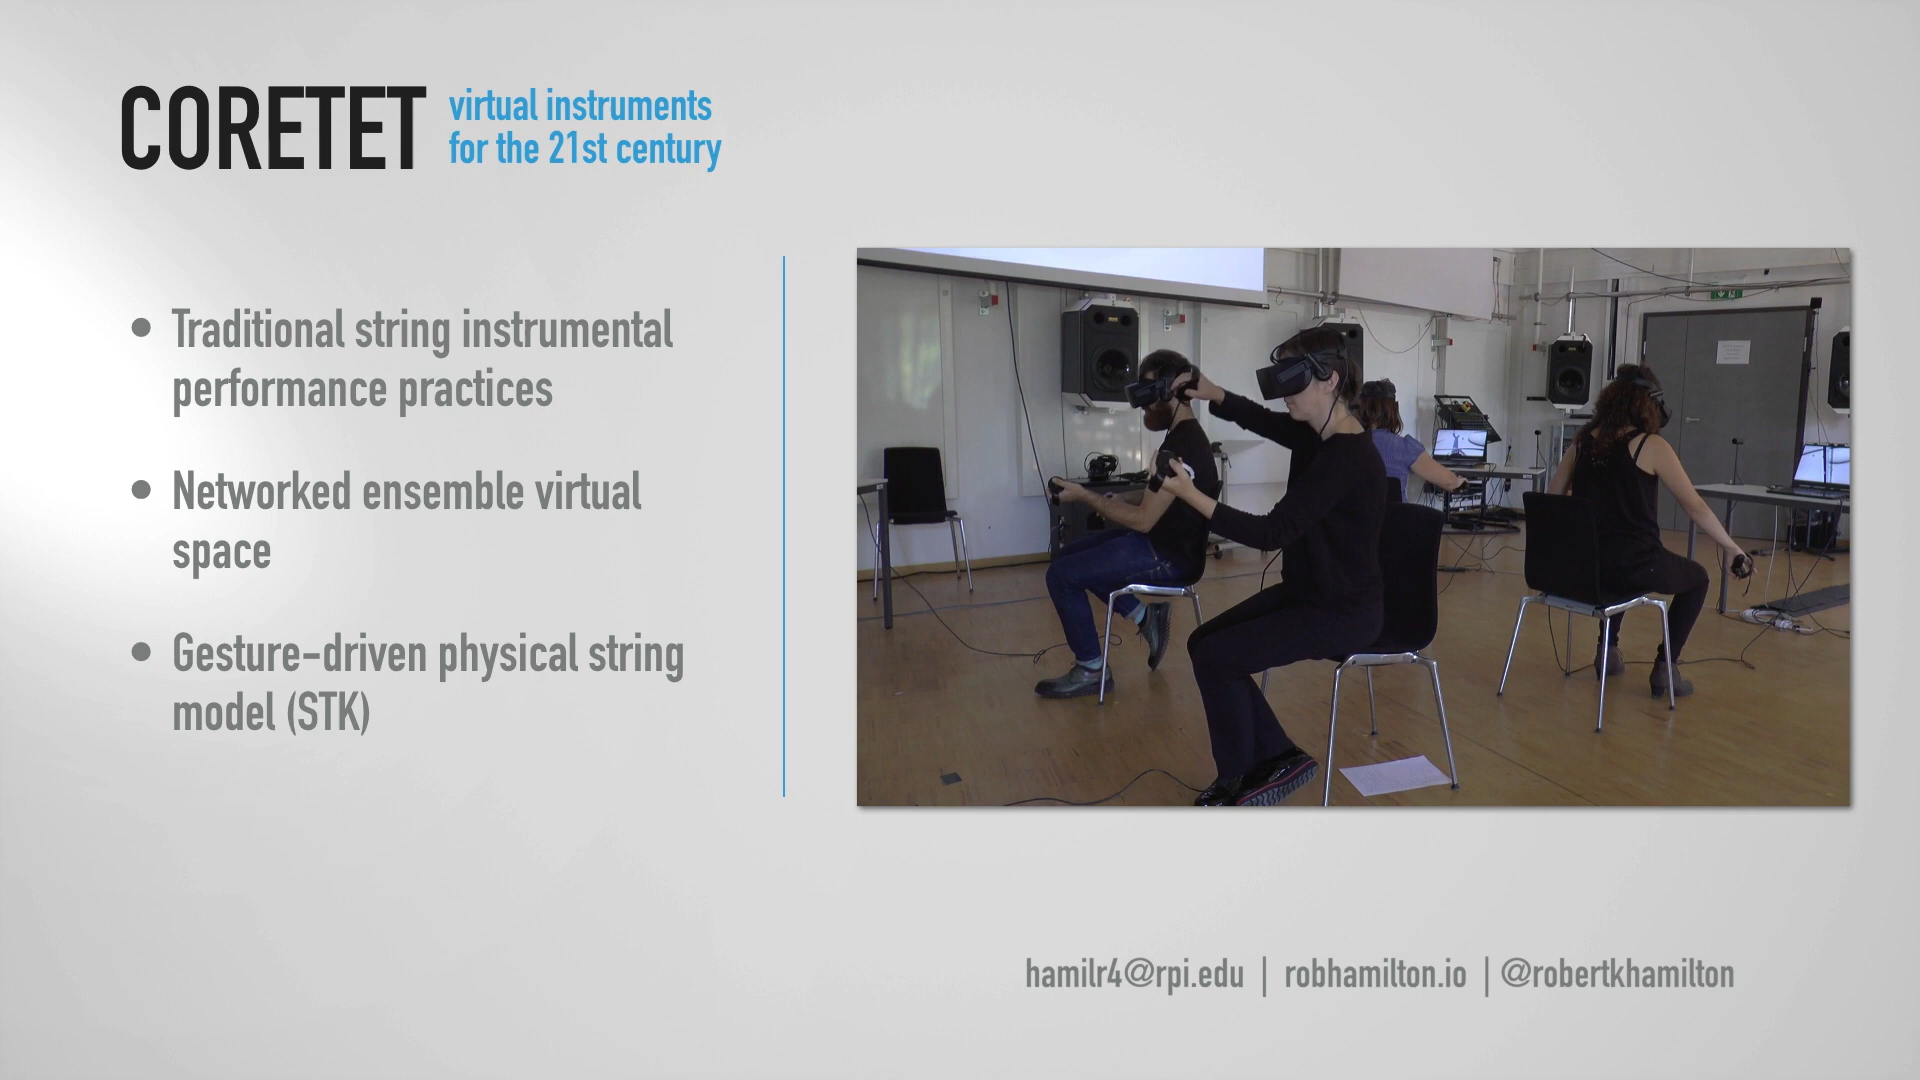 CORETET
virtual instruments
for the 21st century
• Traditional string instrumental
performance practices
• Networked ensemble virtual
space
• Gesture-driven physical string
model (STK)
hamilr4@rpi.edu | robhamilton.io | @robertkhamilton